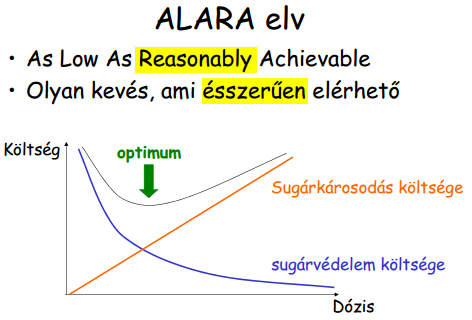 ALARA elv
• As Low As Reasonably Achievable
• Olyan kevés, ami ésszerűen elérhető
Költség
optimum
Sugárkárosodás költsége
sugárvédelem költsége
Dózis